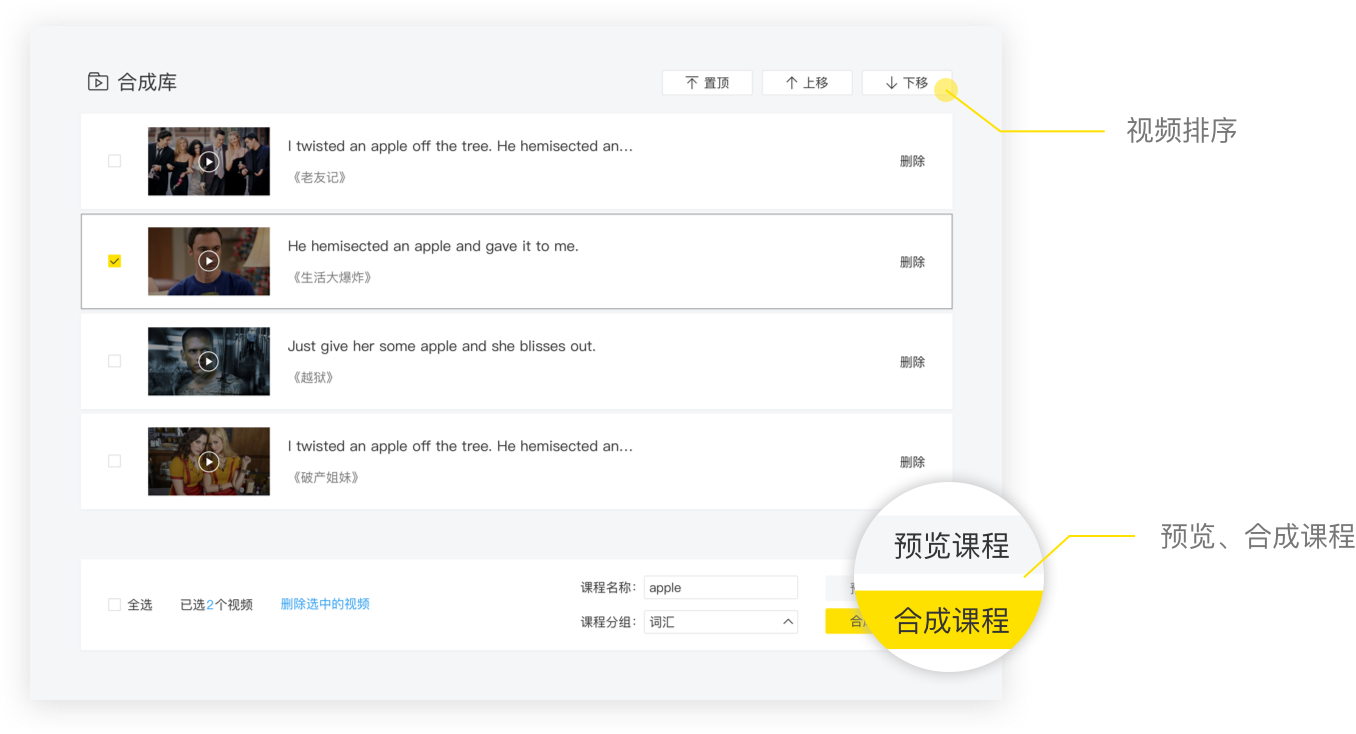 合成库
置顶
上移
下移
视频排序
I twisted an apple off the tree. He hemisected an...
《老友记》
删除
He hemisected an apple and gave it to me.
《生活大爆炸》
删除
Just give her some apple and she blisses out.
《越狱》
删除
I twisted an apple off the tree. He hemisected an...
《破产姐妹》
删除
预览课程
预览、合成课程
全选
已选2个视频
删除选中的视频
课程名称：
apple
课程分组：
词汇
合成课程